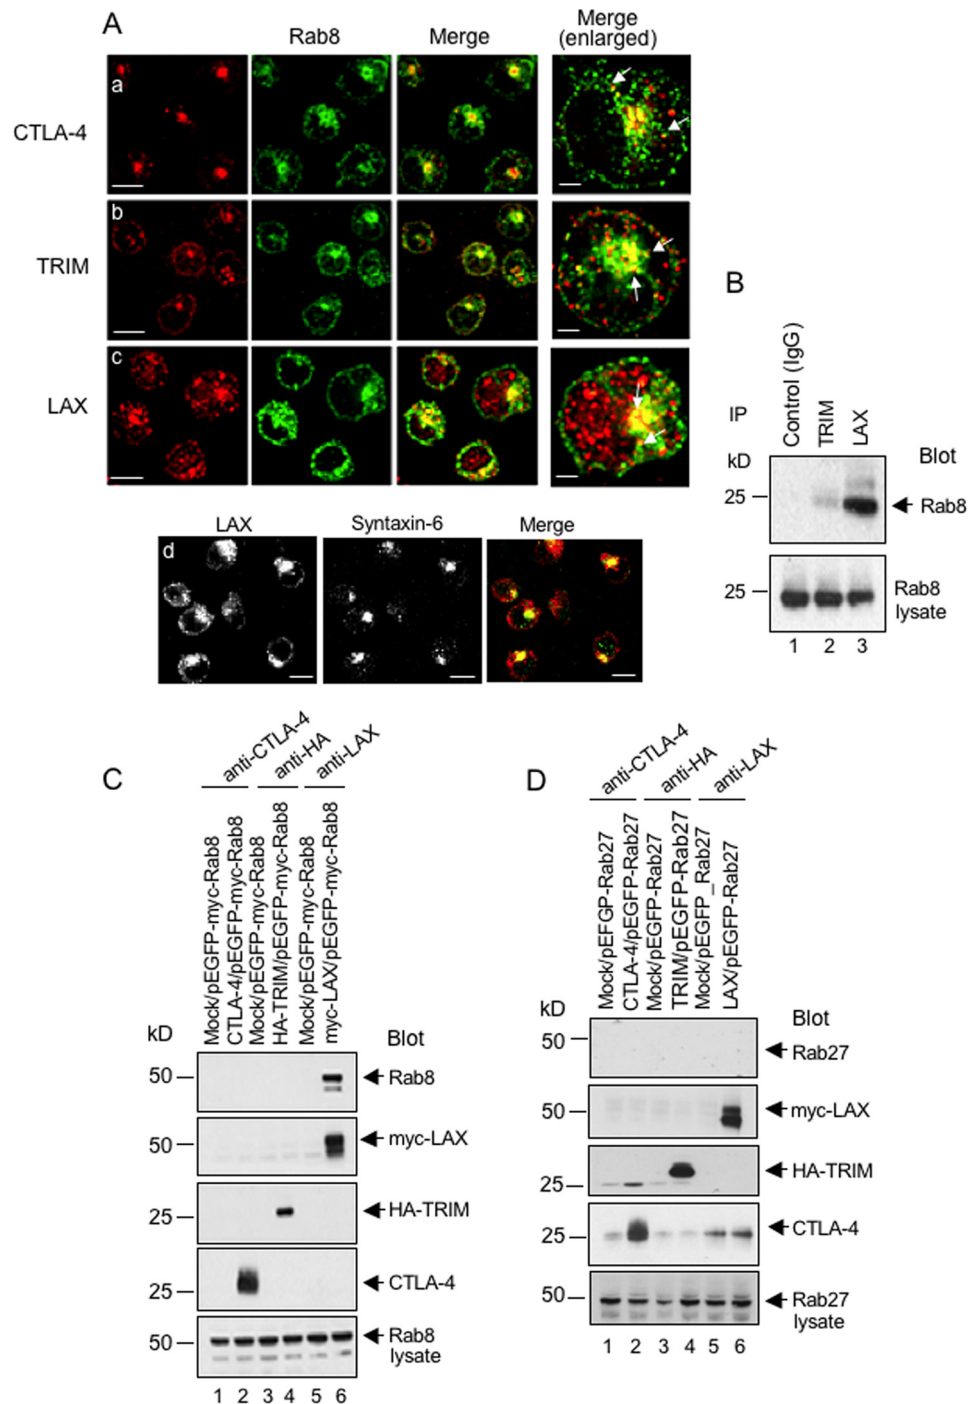 A
Rab8
Merge
Merge
(enlarged)
a
CTLA-4
b
TRIM
c
LAX
B
IP
Control (IgG)
TRIM
LAX
kD
Blot
25
Rab8
25
Rab8
lysate
1 2 3
LAX
Syntaxin-6
Merge
d
C
anti-CTLA-4
anti-HA
anti-LAX
Mock/pEGFP-myc-Rab8
CTLA-4/pEGFP-myc-Rab8
Mock/pEGFP-myc-Rab8
HA-TRIM/pEGFP-myc-Rab8
Mock/pEGFP-myc-Rab8
myc-LAX/pEGFP-myc-Rab8
kD
Blot
50
Rab8
50
myc-LAX
25
HA-TRIM
25
CTLA-4
50
Rab8
lysate
1 2 3 4 5 6
D
anti-CTLA-4
anti-HA
anti-LAX
Mock/pEFGP-Rab27
CTLA-4/pEGFP-Rab27
Mock/pEGFP-Rab27
TRIM/pEGFP-Rab27
Mock/pEGFP_Rab27
LAX/pEGFP-Rab27
kD
Blot
50
Rab27
50
myc-LAX
25
HA-TRIM
25
CTLA-4
50
Rab27
lysate
1 2 3 4 5 6